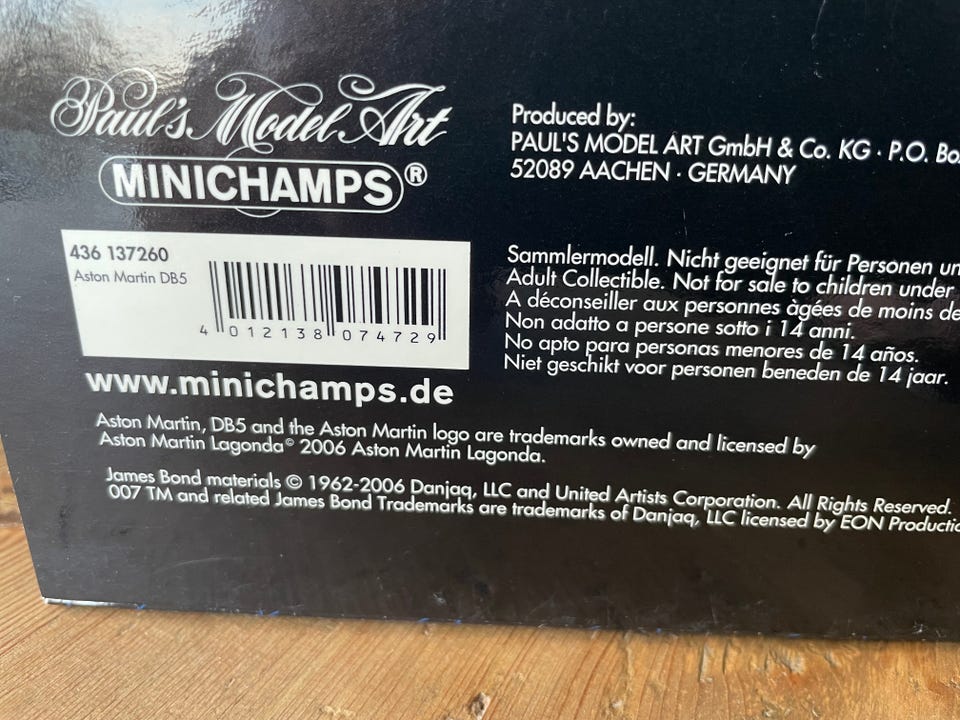 Paul's Model Art
MINICHAMPS®
Produced by:
PAUL'S MODEL ART GmbH & Co. KG · P.O.
52089 AACHEN · GERMANY
436 137260
Aston Martin DB5
4 012138 074729
Sammlermodell. Nicht geeignet für Personen
Adult Collectible. Not for sale to children under
A déconseiller aux personnes àgées de moins
Non adatto a persone sotto i 14 anni.
No apto para personas menores de 14 años.
Niet geschikt voor personen beneden de 14 jaar.
www.minichamps.de
Aston Martin, DB5 and the Aston Martin logo are trademarks owned and licensed by
Aston Martin Lagonda© 2006 Aston Martin Lagonda.
James Bond materials © 1962-2006 Danjaq, LLC and United Artists Corporation. All Rights Reserved.
007 TM and related James Bond Trademarks are trademarks of Danjaq, LLC licensed by EON